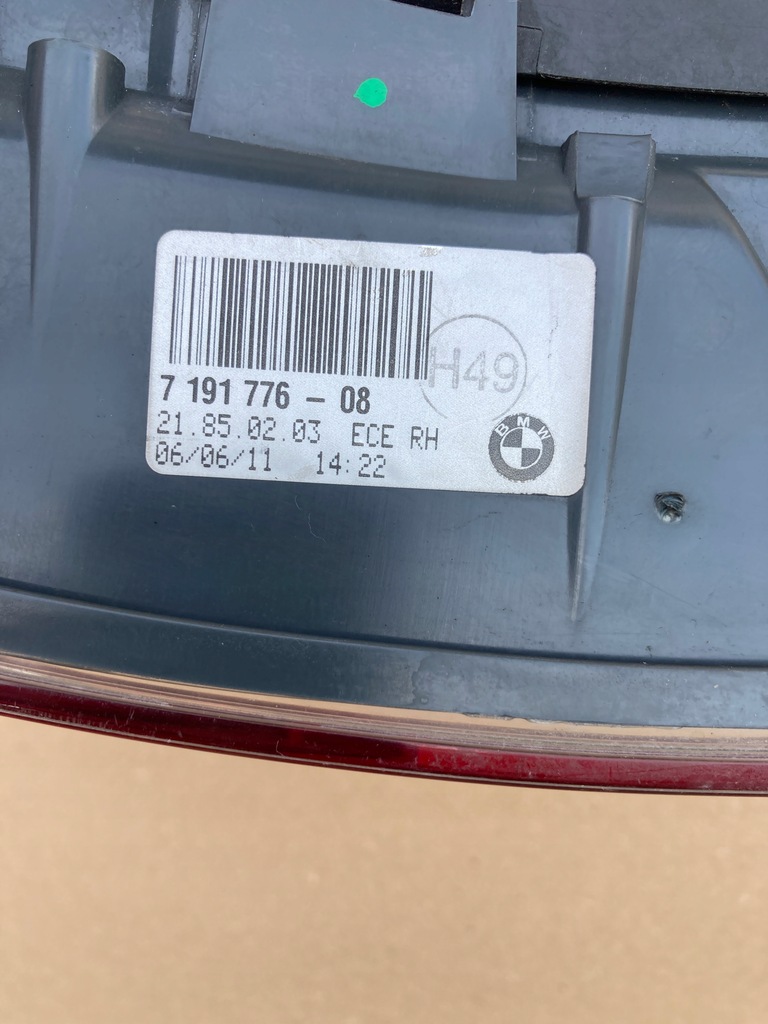 H49
7 191 776 - 08
21.85.02.03 ECE RH
06/06/11 14:22
BMW